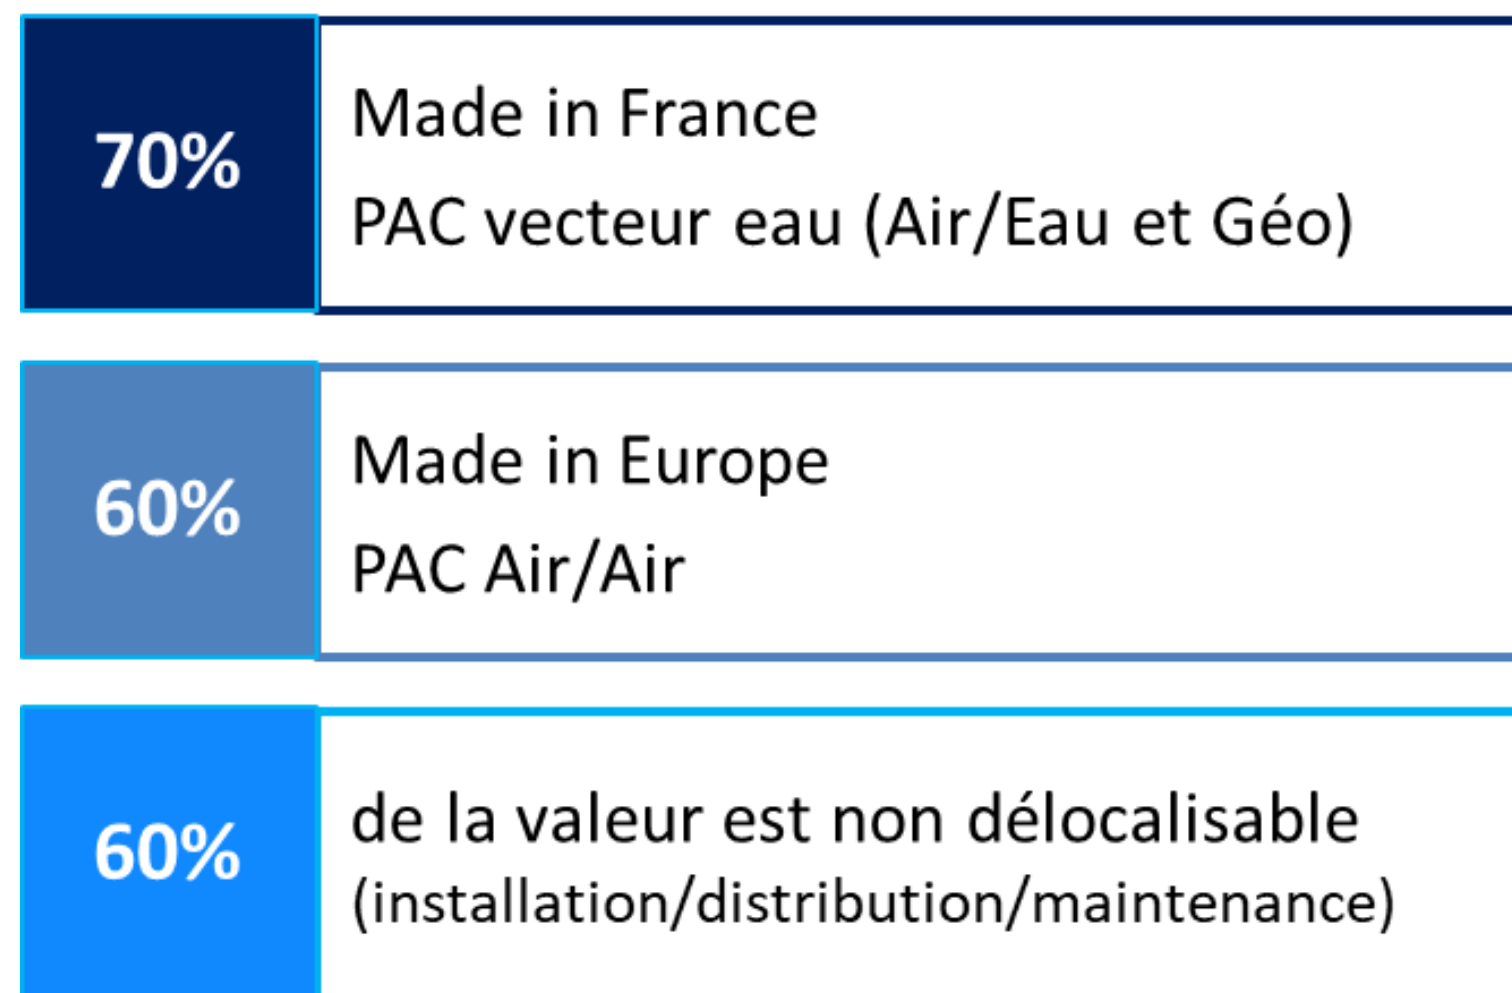 70%
Made in France
PAC vecteur eau (Air/Eau et Géo)
60%
Made in Europe
PAC Air/Air
60%
de la valeur est non délocalisable
(installation/distribution/maintenance)